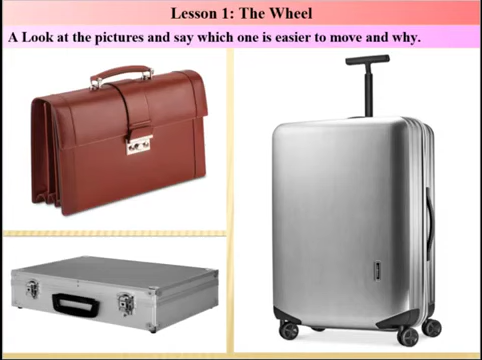 Lesson 1: The Wheel
A Look at the pictures and say which one is easier to move and why.